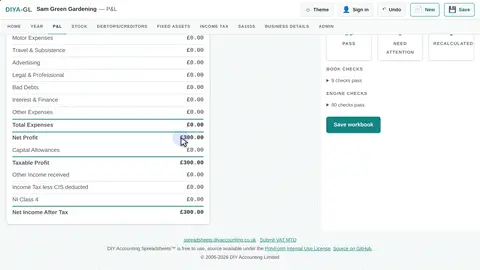 DIYA-GL Sam Green Gardening — P&L
Theme Sign in Undo New Save
HOME YEAR P&L STOCK DEBTORS/CREDITORS FIXED ASSETS INCOME TAX SA103S BUSINESS DETAILS ADMIN
Motor Expenses £0.00
Travel & Subsistence £0.00
Advertising £0.00
Legal & Professional £0.00
Bad Debts £0.00
Interest & Finance £0.00
Other Expenses £0.00
Total Expenses £0.00
Net Profit £300.00
Capital Allowances £0.00
Taxable Profit £300.00
Other Income received £0.00
Income Tax less CIS deducted £0.00
NI Class 4 £0.00
Net Income After Tax £300.00
PASS
NEED ATTENTION
RECALCULATED
BOOK CHECKS
9 checks pass
ENGINE CHECKS
80 checks pass
Save workbook
spreadsheets.diyaccounting.co.uk · Submit VAT MTD
DIY Accounting Spreadsheets™ is free to use, source available under the PolyForm Internal Use License. Source on GitHub.
© 2006-2026 DIY Accounting Limited